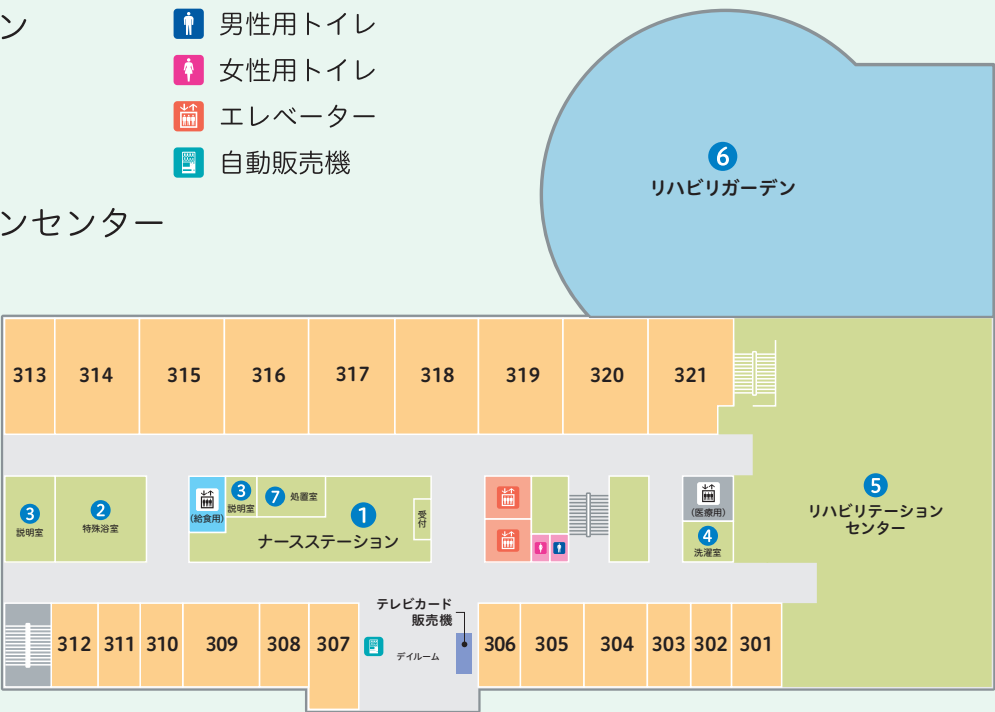 ン
男性用トイレ
女性用トイレ
エレベーター
自動販売機
ンセンター
6
リハビリガーデン
313
314
315
316
317
318
319
320
321
3
説明室
2
特殊浴室
(給食用)
3
説明室
7
処置室
1
ナースステーション
受付
(医療用)
4
洗濯室
5
リハビリテーション
センター
312
311
310
309
308
307
デイルーム
テレビカード
販売機
306
305
304
303
302
301